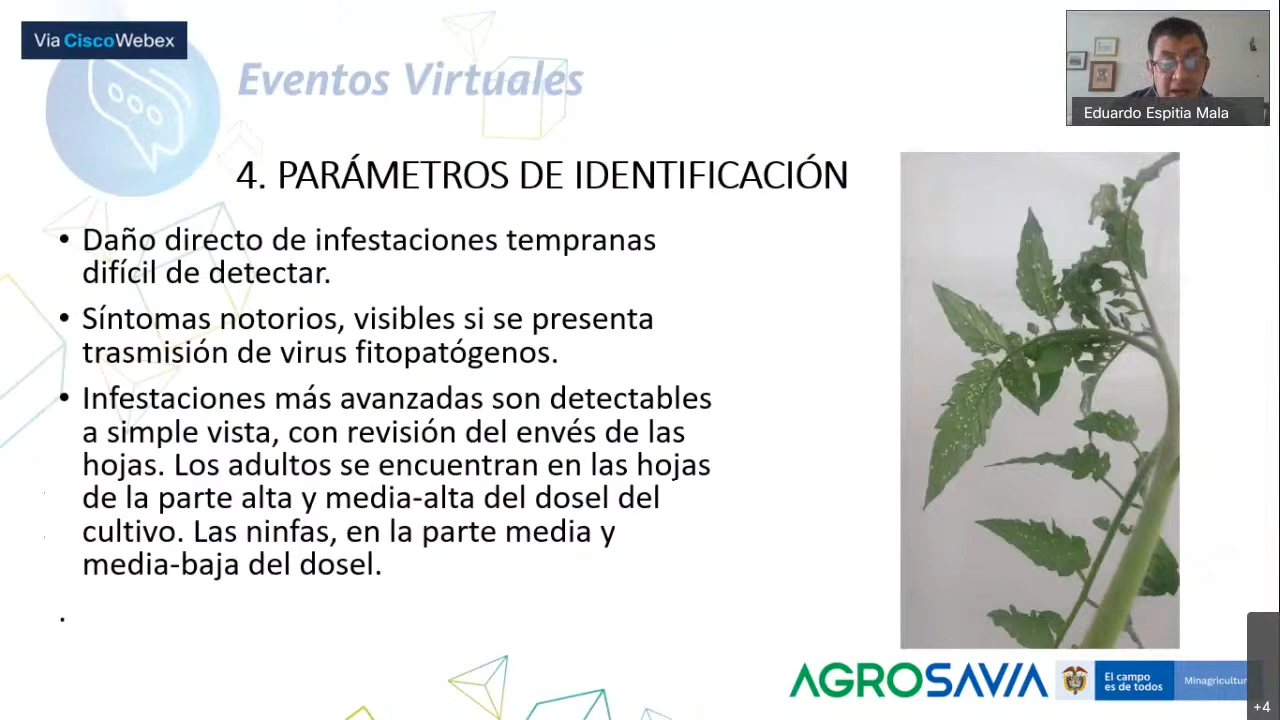 Via CiscoWebex
Eventos Virtuales
Eduardo Espitia Mala
4. PARÁMETROS DE IDENTIFICACIÓN
• Daño directo de infestaciones tempranas
difícil de detectar.
• Síntomas notorios, visibles si se presenta
trasmisión de virus fitopatógenos.
• Infestaciones más avanzadas son detectables
a simple vista, con revisión del envés de las
hojas. Los adultos se encuentran en las hojas
de la parte alta y media-alta del dosel del
cultivo. Las ninfas, en la parte media y
media-baja del dosel.
.
AGROSAVIA
El campo
es de todos
Minagricultur
+4